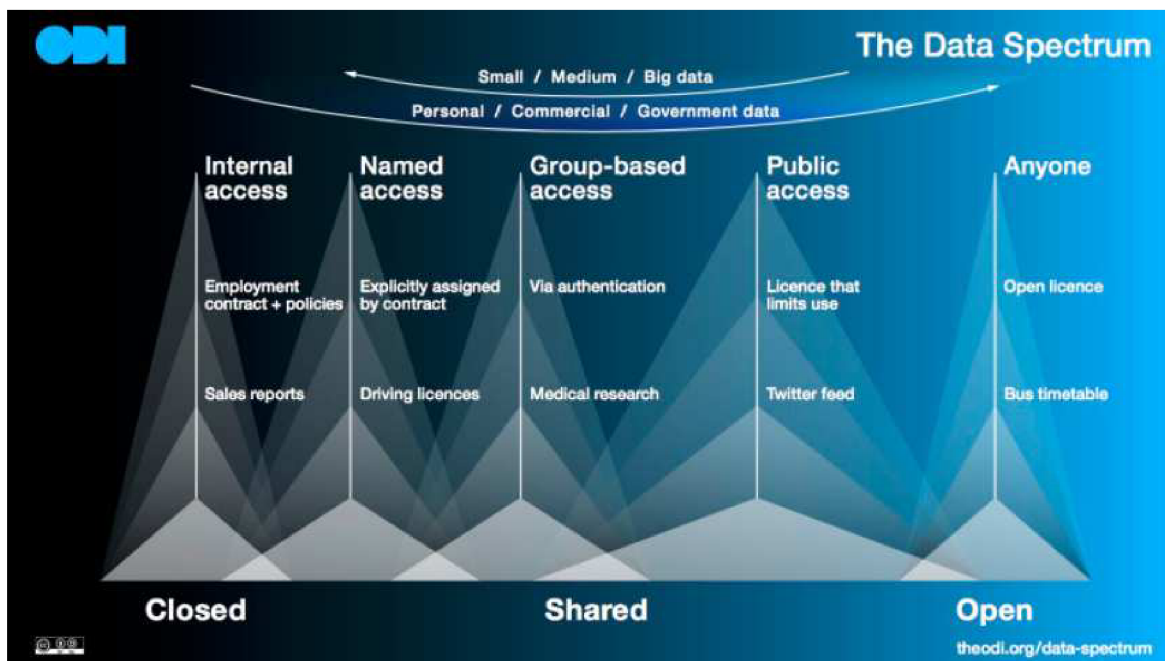 ODI
The Data Spectrum
Small / Medium / Big data
Personal / Commercial / Government data
Internal
access
Named
access
Group-based
access
Public
access
Anyone
Employment
contract + policies
Explicitly assigned
by contract
Via authentication
Licence that
limits use
Open licence
Sales reports
Driving licences
Medical research
Twitter feed
Bus timetable
Closed
Shared
Open
theodi.org/data-spectrum